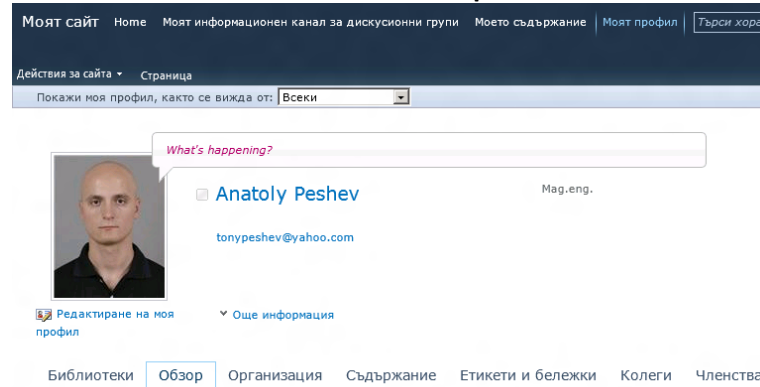 Моят сайт Home Моят информационен канал за дискусионни групи Моето съдържание Моят профил Търси хора
Действия за сайта Страница
Покажи моя профил, както се вижда от: Всеки
What's happening?
Anatoly Peshev Mag.eng.
tonypeshev@yahoo.com
Редактиране на моя Още информация
профил
Библиотеки Обзор Организация Съдържание Етикети и бележки Колеги Членства